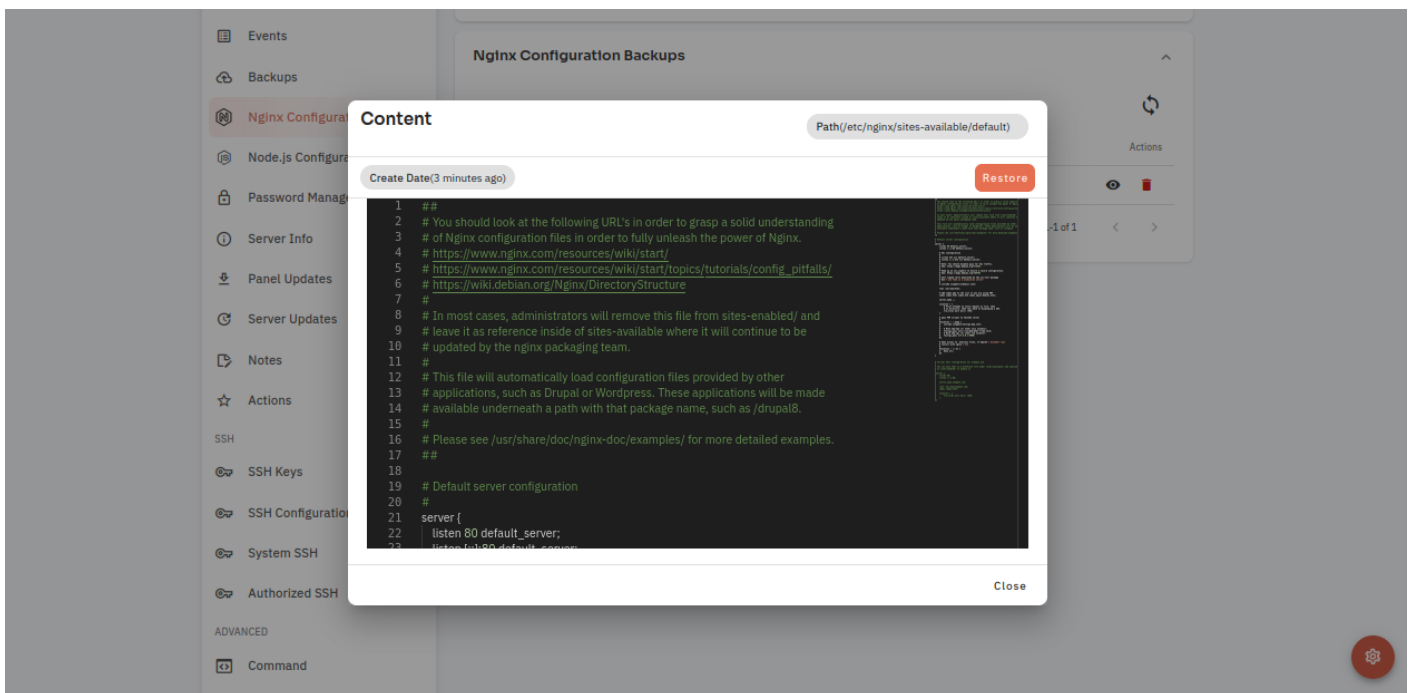 Events
Backups
Nginx Configurat
Node.js Configura
Password Manage
Server Info
Panel Updates
Server Updates
Notes
Actions
SSH
SSH Keys
SSH Configuration
System SSH
Authorized SSH
ADVANCED
Command
Nginx Configuration Backups
Actions
-1 of 1
Content
Path(/etc/nginx/sites-available/default)
Create Date(3 minutes ago)
Restore
1 ##
2 # You should look at the following URL's in order to grasp a solid understanding
3 # of Nginx configuration files in order to fully unleash the power of Nginx.
4 # https://www.nginx.com/resources/wiki/start/
5 # https://www.nginx.com/resources/wiki/start/topics/tutorials/config_pitfalls/
6 # https://wiki.debian.org/Nginx/DirectoryStructure
7 #
8 # In most cases, administrators will remove this file from sites-enabled/ and
9 # leave it as reference inside of sites-available where it will continue to be
10 # updated by the nginx packaging team.
11 #
12 # This file will automatically load configuration files provided by other
13 # applications, such as Drupal or Wordpress. These applications will be made
14 # available underneath a path with that package name, such as /drupal8.
15 #
16 # Please see /usr/share/doc/nginx-doc/examples/ for more detailed examples.
17 ##
18
19 # Default server configuration
20 #
21 server {
22 listen 80 default_server;
23 listen [::]:80 default_server;
Close